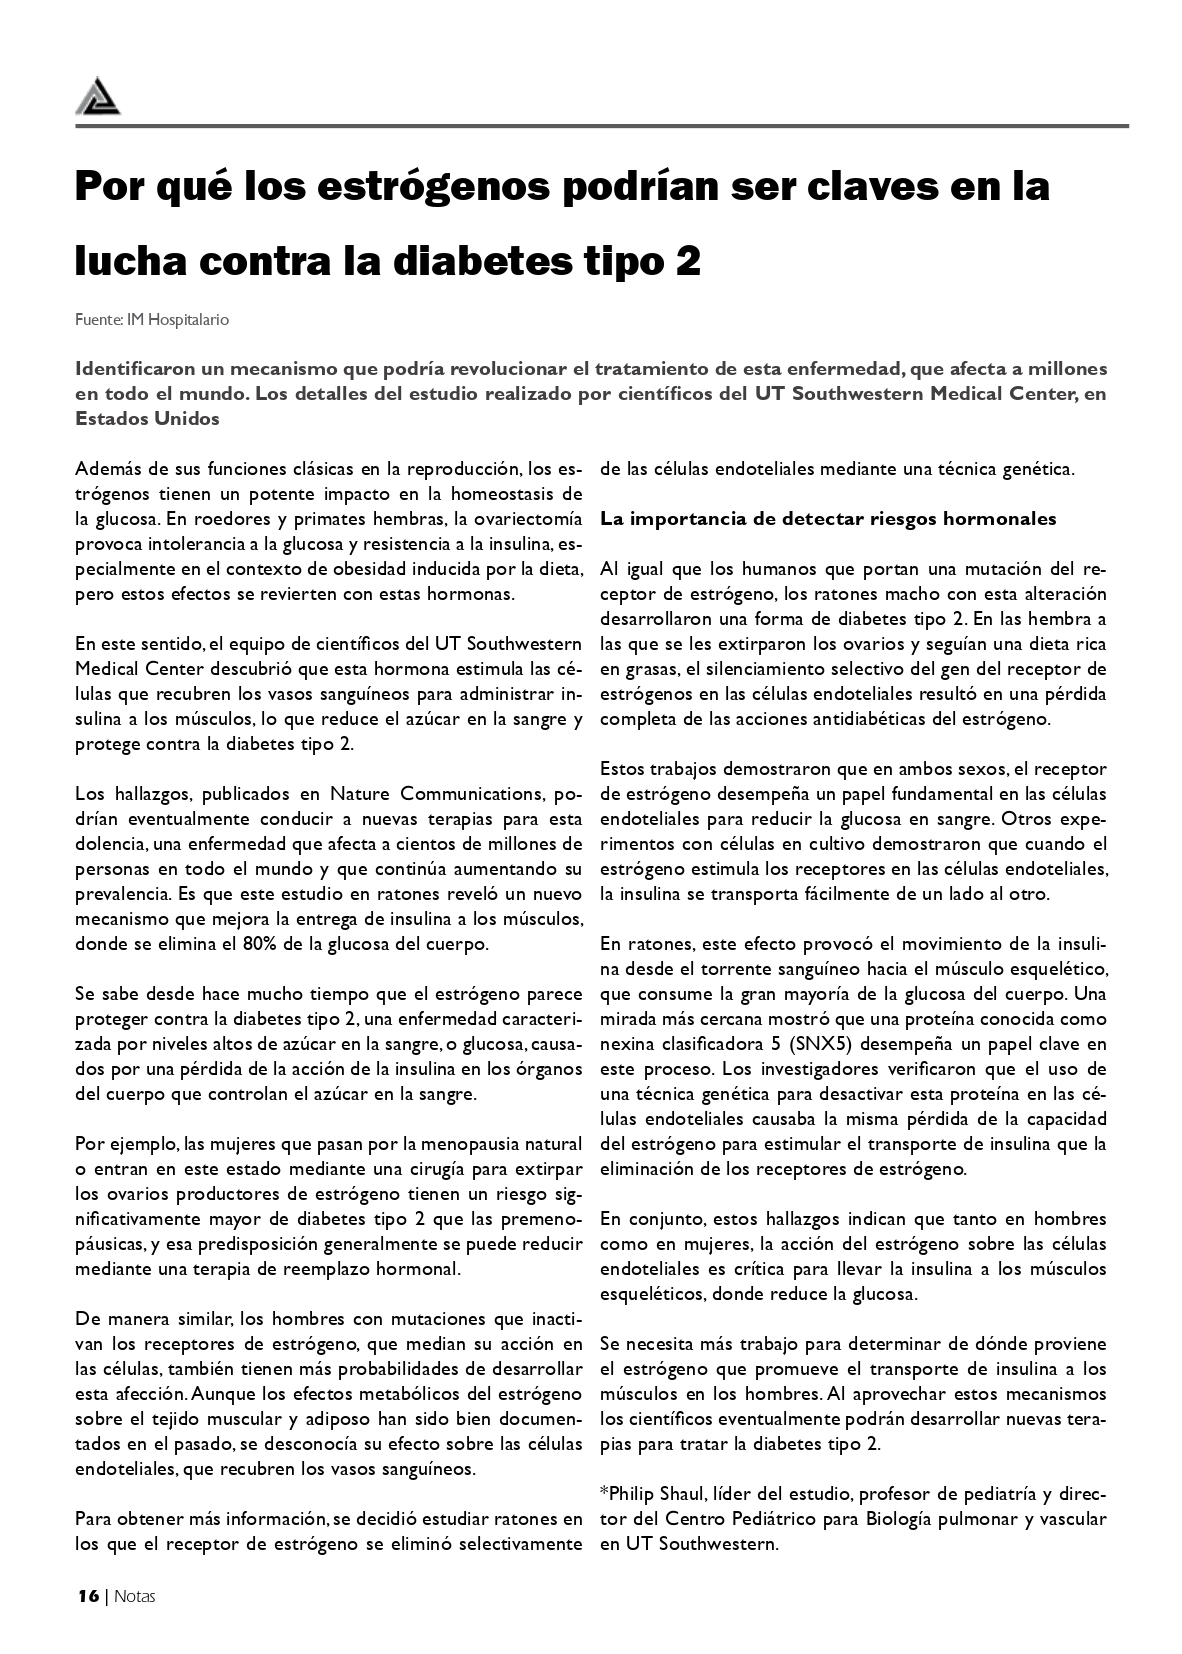 Por qué los estrógenos podrían ser claves en la
lucha contra la diabetes tipo 2
Fuente: IM Hospitalario
Identificaron un mecanismo que podría revolucionar el tratamiento de esta enfermedad, que afecta a millones
en todo el mundo. Los detalles del estudio realizado por científicos del UT Southwestern Medical Center, en
Estados Unidos
Además de sus funciones clásicas en la reproducción, los es-
trógenos tienen un potente impacto en la homeostasis de
la glucosa. En roedores y primates hembras, la ovariectomía
provoca intolerancia a la glucosa y resistencia a la insulina, es-
pecialmente en el contexto de obesidad inducida por la dieta,
pero estos efectos se revierten con estas hormonas.
En este sentido, el equipo de científicos del UT Southwestern
Medical Center descubrió que esta hormona estimula las cé-
lulas que recubren los vasos sanguíneos para administrar in-
sulina a los músculos, lo que reduce el azúcar en la sangre y
protege contra la diabetes tipo 2.
Los hallazgos, publicados en Nature Communications, po-
drían eventualmente conducir a nuevas terapias para esta
dolencia, una enfermedad que afecta a cientos de millones de
personas en todo el mundo y que continúa aumentando su
prevalencia. Es que este estudio en ratones reveló un nuevo
mecanismo que mejora la entrega de insulina a los músculos,
donde se elimina el 80% de la glucosa del cuerpo.
Se sabe desde hace mucho tiempo que el estrógeno parece
proteger contra la diabetes tipo 2, una enfermedad caracteri-
zada por niveles altos de azúcar en la sangre, o glucosa, causa-
dos por una pérdida de la acción de la insulina en los órganos
del cuerpo que controlan el azúcar en la sangre.
Por ejemplo, las mujeres que pasan por la menopausia natural
o entran en este estado mediante una cirugía para extirpar
los ovarios productores de estrógeno tienen un riesgo sig-
nificativamente mayor de diabetes tipo 2 que las premeno-
páusicas, y esa predisposición generalmente se puede reducir
mediante una terapia de reemplazo hormonal.
De manera similar, los hombres con mutaciones que inacti-
van los receptores de estrógeno, que median su acción en
las células, también tienen más probabilidades de desarrollar
esta afección. Aunque los efectos metabólicos del estrógeno
sobre el tejido muscular y adiposo han sido bien documen-
tados en el pasado, se desconocía su efecto sobre las células
endoteliales, que recubren los vasos sanguíneos.
Para obtener más información, se decidió estudiar ratones en
los que el receptor de estrógeno se eliminó selectivamente
de las células endoteliales mediante una técnica genética.
La importancia de detectar riesgos hormonales
Al igual que los humanos que portan una mutación del re-
ceptor de estrógeno, los ratones macho con esta alteración
desarrollaron una forma de diabetes tipo 2. En las hembra a
las que se les extirparon los ovarios y seguían una dieta rica
en grasas, el silenciamiento selectivo del gen del receptor de
estrógenos en las células endoteliales resultó en una pérdida
completa de las acciones antidiabéticas del estrógeno.
Estos trabajos demostraron que en ambos sexos, el receptor
de estrógeno desempeña un papel fundamental en las células
endoteliales para reducir la glucosa en sangre. Otros expe-
rimentos con células en cultivo demostraron que cuando el
estrógeno estimula los receptores en las células endoteliales,
la insulina se transporta fácilmente de un lado al otro.
En ratones, este efecto provocó el movimiento de la insuli-
na desde el torrente sanguíneo hacia el músculo esquelético,
que consume la gran mayoría de la glucosa del cuerpo. Una
mirada más cercana mostró que una proteína conocida como
nexina clasificadora 5 (SNX5) desempeña un papel clave en
este proceso. Los investigadores verificaron que el uso de
una técnica genética para desactivar esta proteína en las cé-
lulas endoteliales causaba la misma pérdida de la capacidad
del estrógeno para estimular el transporte de insulina que la
eliminación de los receptores de estrógeno.
En conjunto, estos hallazgos indican que tanto en hombres
como en mujeres, la acción del estrógeno sobre las células
endoteliales es crítica para llevar la insulina a los músculos
esqueléticos, donde reduce la glucosa.
Se necesita más trabajo para determinar de dónde proviene
el estrógeno que promueve el transporte de insulina a los
músculos en los hombres. Al aprovechar estos mecanismos
los científicos eventualmente podrán desarrollar nuevas tera-
pias para tratar la diabetes tipo 2.
*Philip Shaul, líder del estudio, profesor de pediatría y direc-
tor del Centro Pediátrico para Biología pulmonar y vascular
en UT Southwestern.
16 | Notas